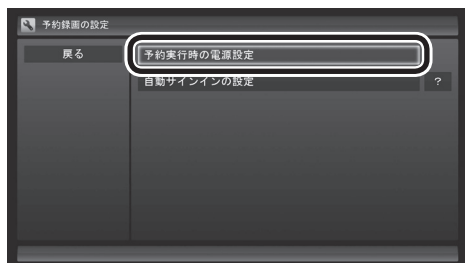 予約録画の設定
戻る
予約実行時の電源設定
自動サインインの設定
?